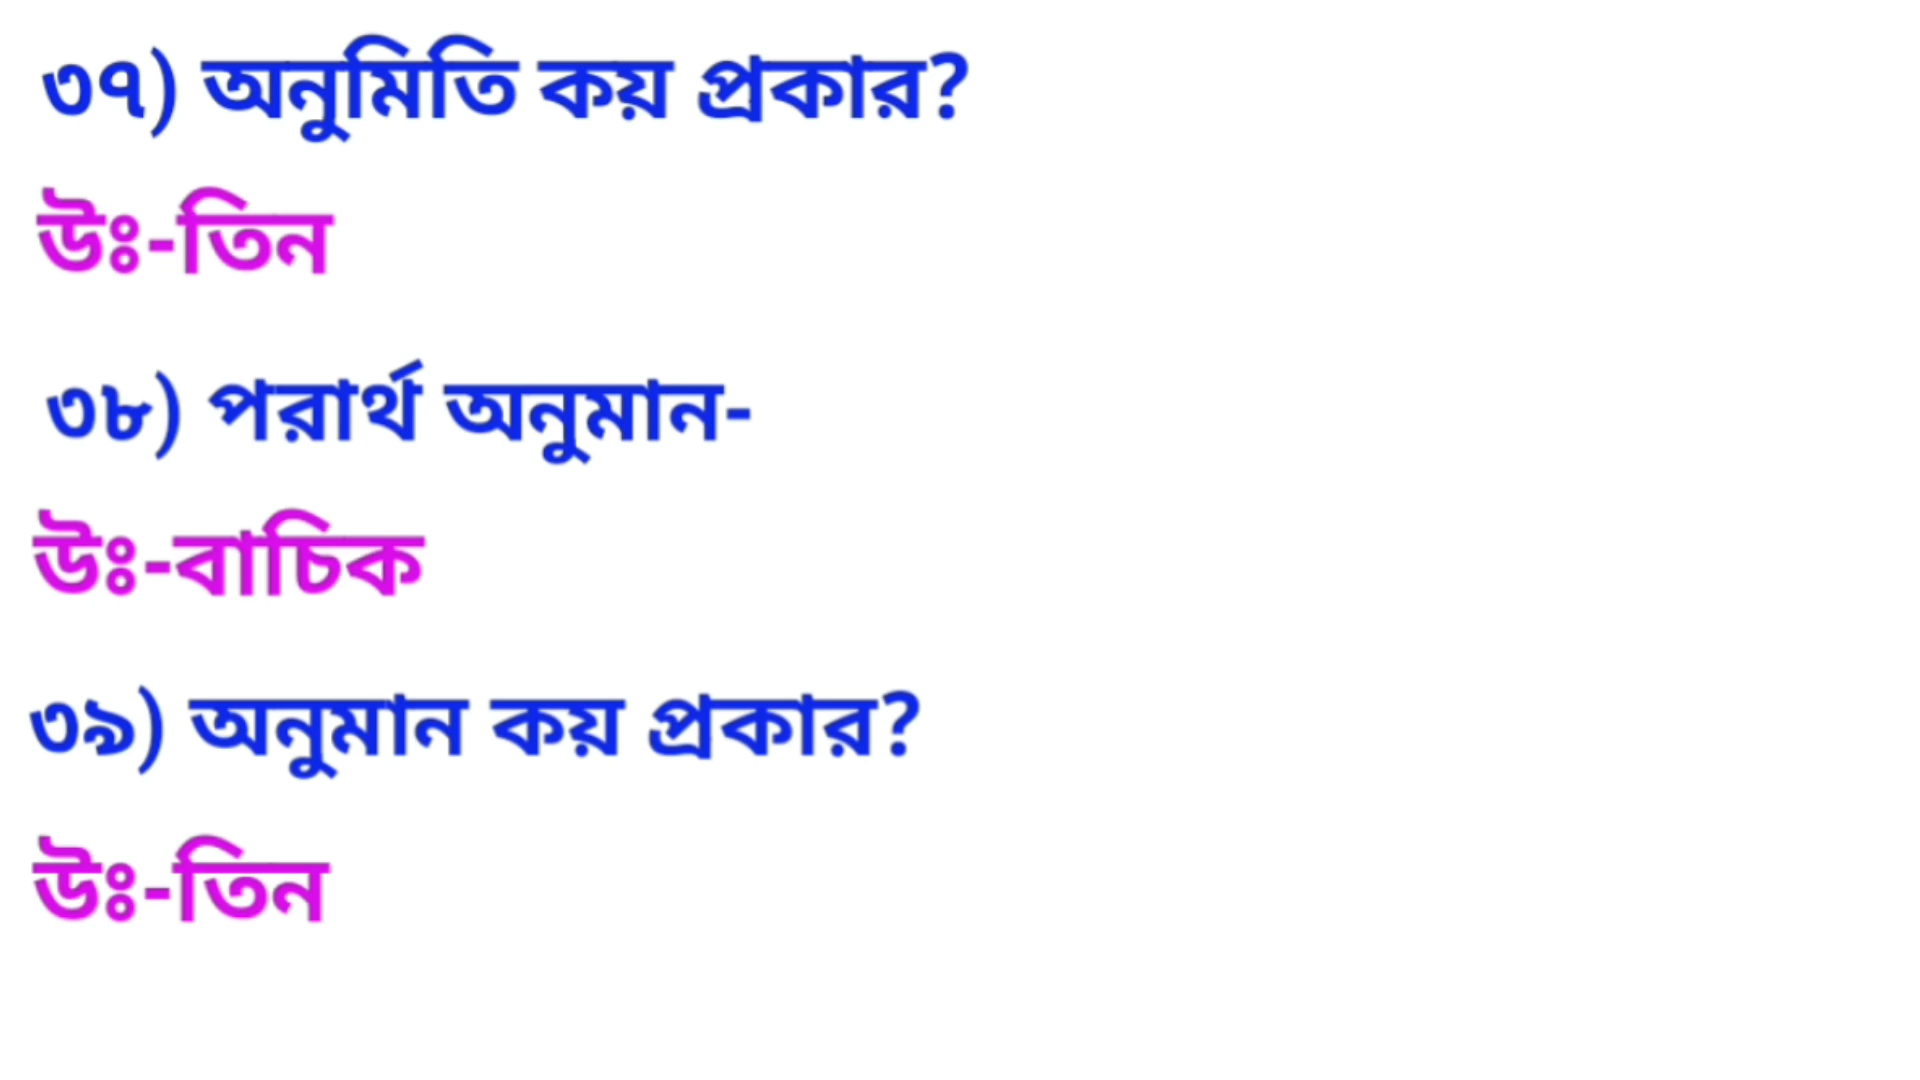 ৩৭) অনুমিতি কয় প্রকার?
উঃ-তিন
৩৮) পরার্থ অনুমান-
উঃ-বাচিক
৩৯) অনুমান কয় প্রকার?
উঃ-তিন